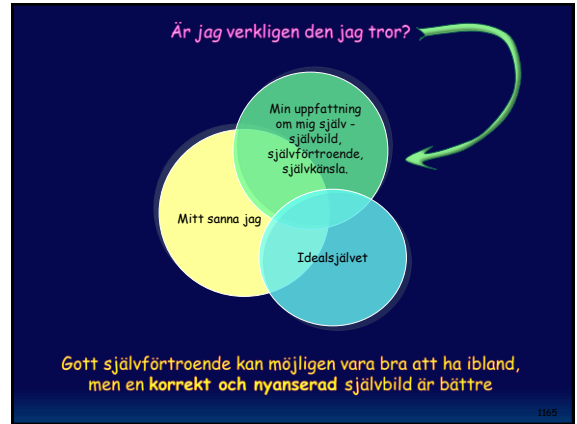 Är jag verkligen den jag tror?
Min uppfattning
om mig själv -
självbild,
självförtroende,
självkänsla.
Mitt sanna jag
Idealsjälvet
Gott självförtroende kan möjligen vara bra att ha ibland,
men en korrekt och nyanserad självbild är bättre
1165